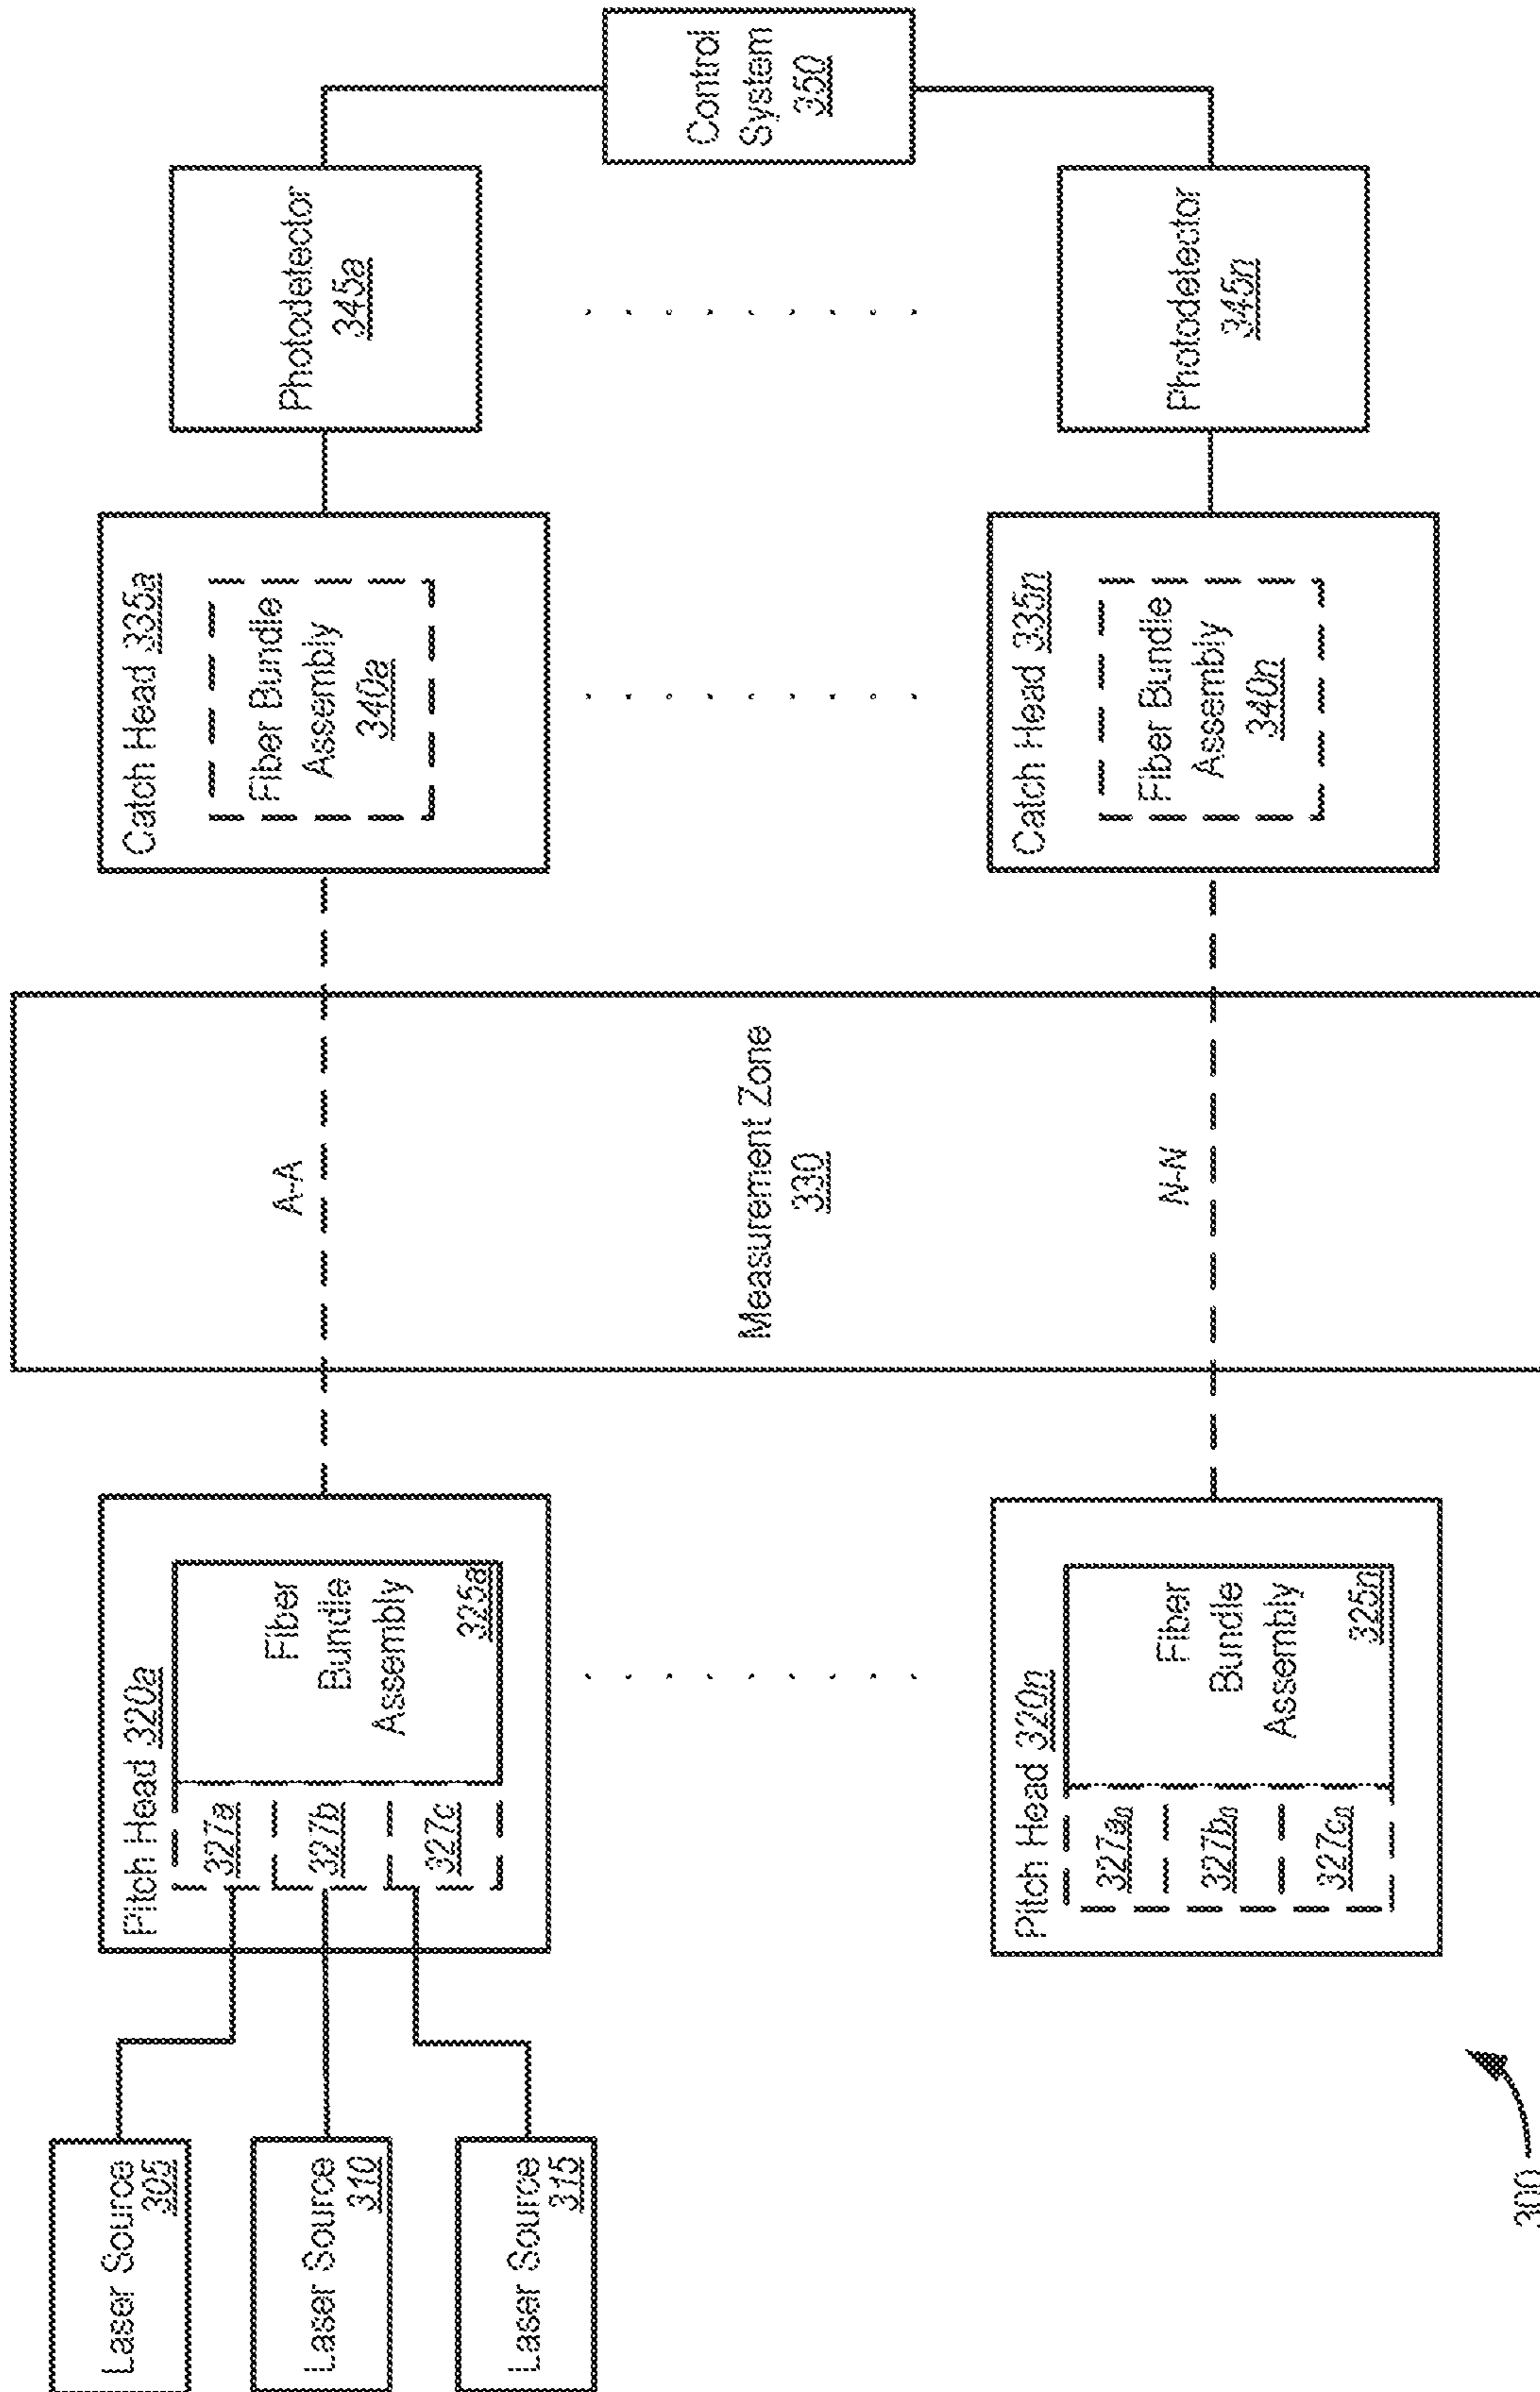 Laser Source
305
Laser Source
310
Laser Source
315
Pitch Head 320a
327a
327b
327c
Fiber
Bundle
Assembly
325a
A-A
Catch Head 335a
Fiber Bundle
Assembly
340a
Photodetector
345a
Measurement Zone
330
Control
System
350
Pitch Head 320n
327aₙ
327bₙ
327cₙ
Fiber
Bundle
Assembly
325n
N-N
Catch Head 335n
Fiber Bundle
Assembly
340n
Photodetector
345n
300